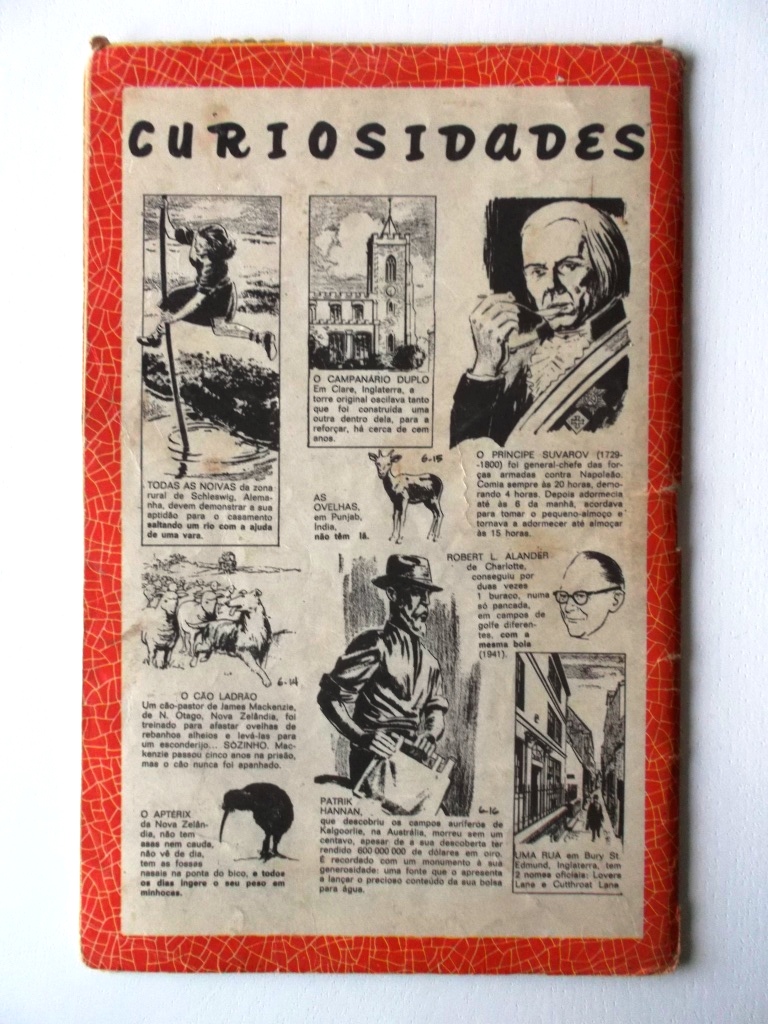 CURIOSIDADES
TODAS AS NOIVAS da zona
rural de Schleswig, Alema-
nha, devem demonstrar a sua
aptidão para o casamento
saltando um rio com a ajuda
de uma vara.
O CAMPANÁRIO DUPLO
Em Clare, Inglaterra, a
torre original oscilava tanto
que foi construída uma
outra dentro dela, para a
reforçar, há cerca de cem
anos.
O PRINCIPE SUVAROV (1729-
-1800) foi general-chefe das for-
ças armadas contra Napoleão.
Comia sempre às 20 horas, demo-
rando 4 horas. Depois adormecia
até às 6 da manhã, acordava
para tomar o pequeno-almoço e
tornava a adormecer até almoçar
às 15 horas.
6-15
AS
OVELHAS,
em Punjab,
India,
não têm lã.
ROBERT L. ALANDER
de Charlotte,
conseguiu por
duas vezes
1 buraco, numa
só pancada,
em campos de
golfe diferen-
tes, com a
mesma bola
(1941).
6-14
O CÃO LADRÃO
Um cão-pastor de James Mackenzie,
de N. Otago, Nova Zelândia, foi
treinado para afastar ovelhas de
rebanhos alheios e levá-las para
um esconderijo... SÓZINHO. Mac-
kenzie passou cinco anos na prisão,
mas o cão nunca foi apanhado.
O APTÉRIX
da Nova Zelân-
dia, não tem
asas nem cauda,
não vê de dia,
tem as fossas
nasais na ponta do bico, e todos
os dias ingere o seu peso em
minhocas.
6-16
PATRIK
HANNAN,
que descobriu os campos auríferos de
Kalgoorlie, na Austrália, morreu sem um
centavo, apesar de a sua descoberta ter
rendido 600 000 000 de dólares em oiro.
É recordado com um monumento à sua
generosidade: uma fonte que o apresenta
a lançar o precioso conteúdo da sua bolsa
para água.
UMA RUA em Bury St.
Edmund, Inglaterra, tem
2 nomes oficiais: Lovers
Lane e Cutthroat Lane